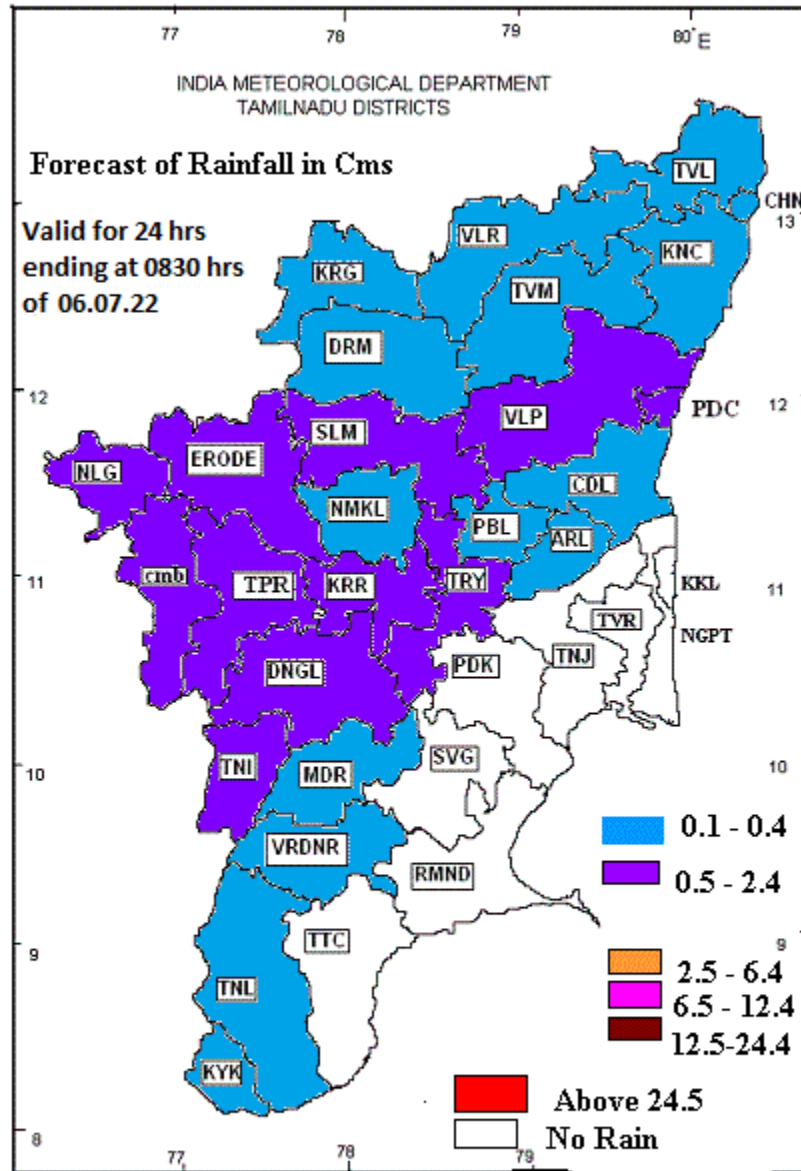 77 78 79 80°E
INDIA METEOROLOGICAL DEPARTMENT
TAMILNADU DISTRICTS
Forecast of Rainfall in Cms
TVL
CHN
13
Valid for 24 hrs
ending at 0830 hrs
of 06.07.22
VLR
KNC
KRG
TVM
DRM
12
12
PDC
VLP
SLM
ERODE
NLG
CDL
NMKL
PBL
ARL
11
cmb
TPR
KRR
TRY
KKL
11
TVR
NGPT
DNGL
PDK
TNJ
10
TNI
MDR
SVG
10
0.1 - 0.4
VRDNR
RMND
0.5 - 2.4
9
TTC
9
2.5 - 6.4
TNL
6.5 - 12.4
12.5-24.4
KYK
Above 24.5
8
No Rain
77 78 79